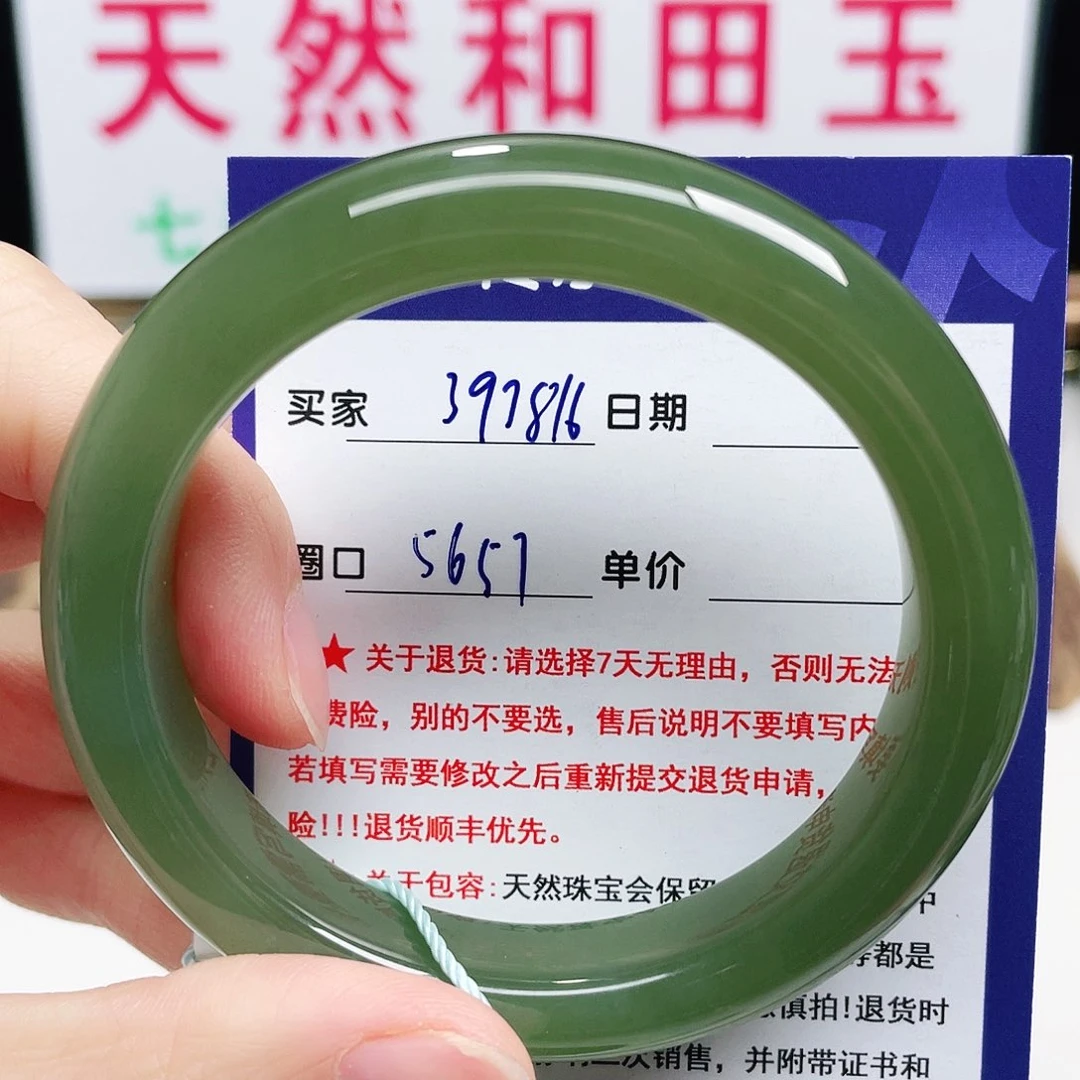 天然和田玉
七
买家 397816 日期
圈口 5657 单价
★关于退货:请选择7天无理由，否则无法
费险，别的不要选，售后说明不要填写内
若填写需要修改之后重新提交退货申请，
险!!!退货顺丰优先。
关于包容:天然珠宝会保留
都是
慎拍!退货时
二次销售，并附带证书和